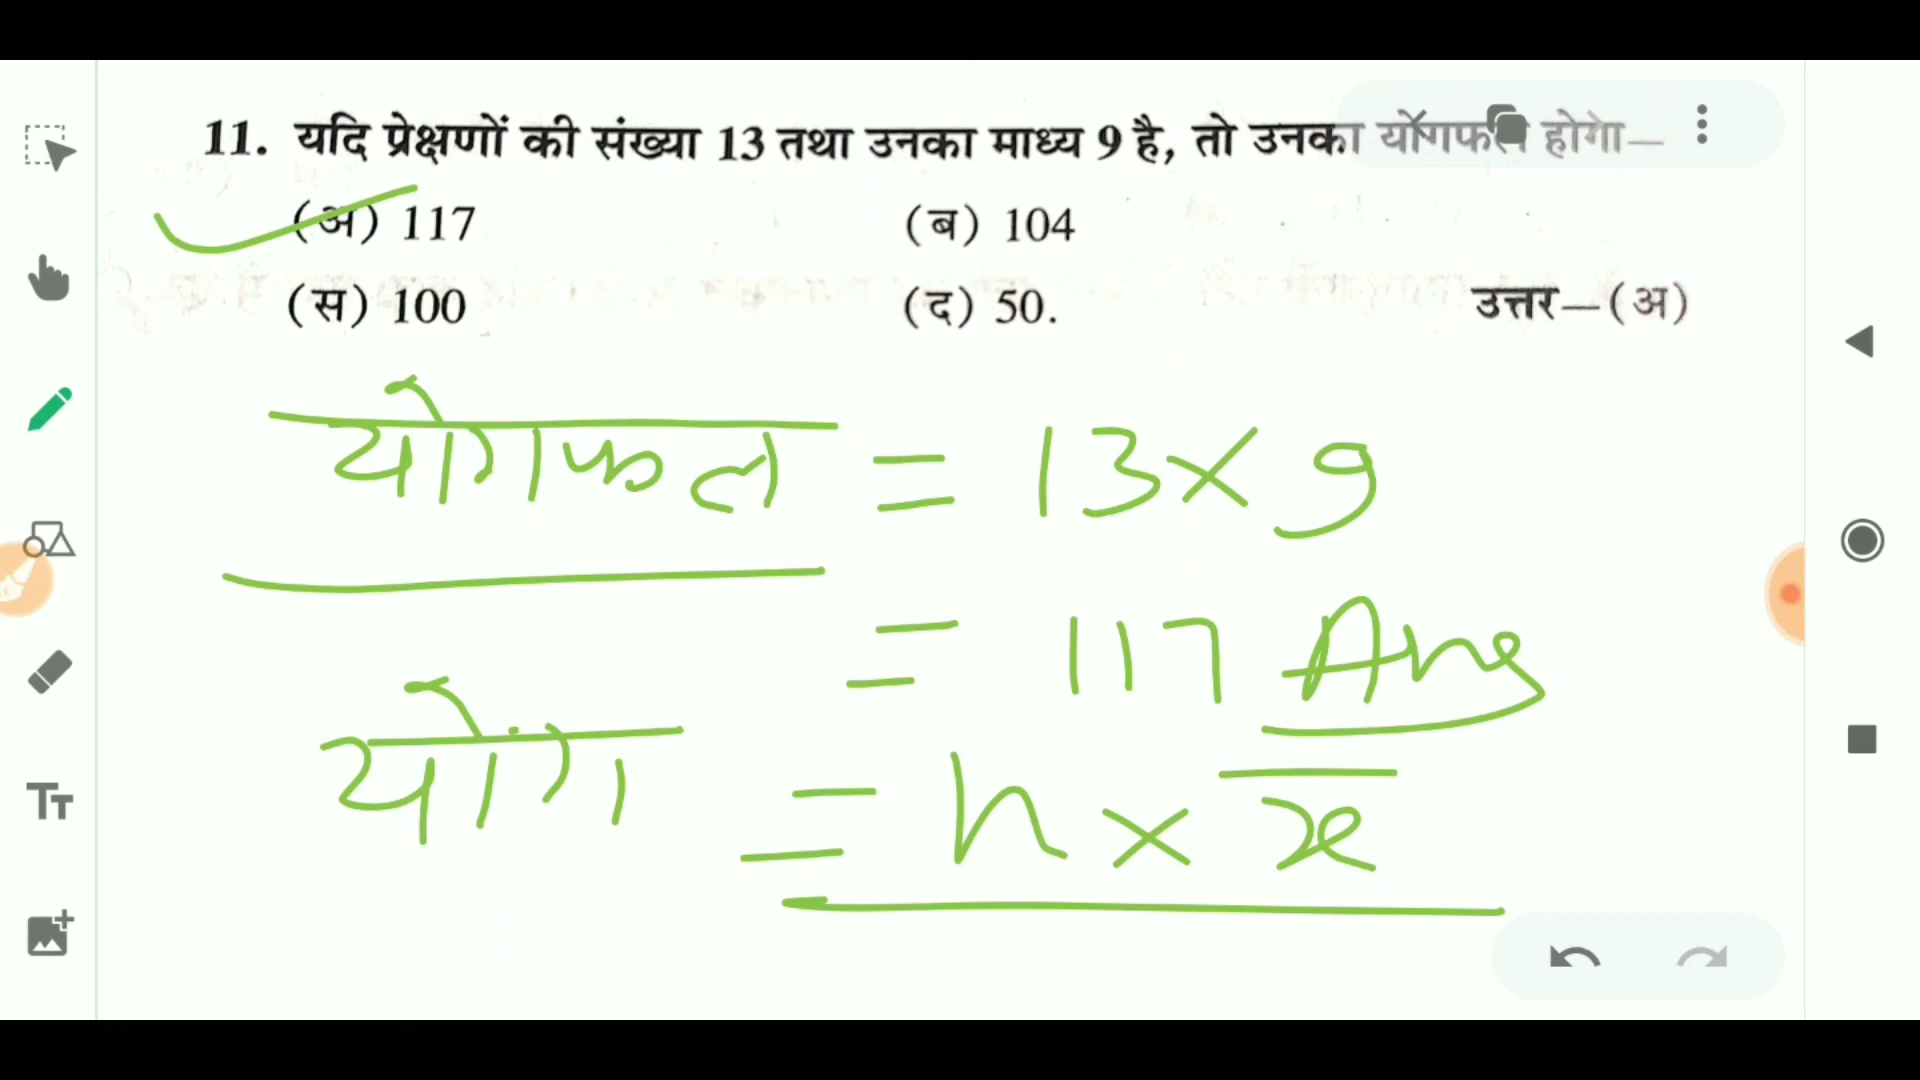 11. यदि प्रेक्षणों की संख्या 13 तथा उनका माध्य 9 है, तो उनका योगफल होगा—
(अ) 117 (ब) 104
(स) 100 (द) 50. उत्तर—(अ)
योगफल = 13 × 9
= 117 Ans
योग = n × x̄
Tт